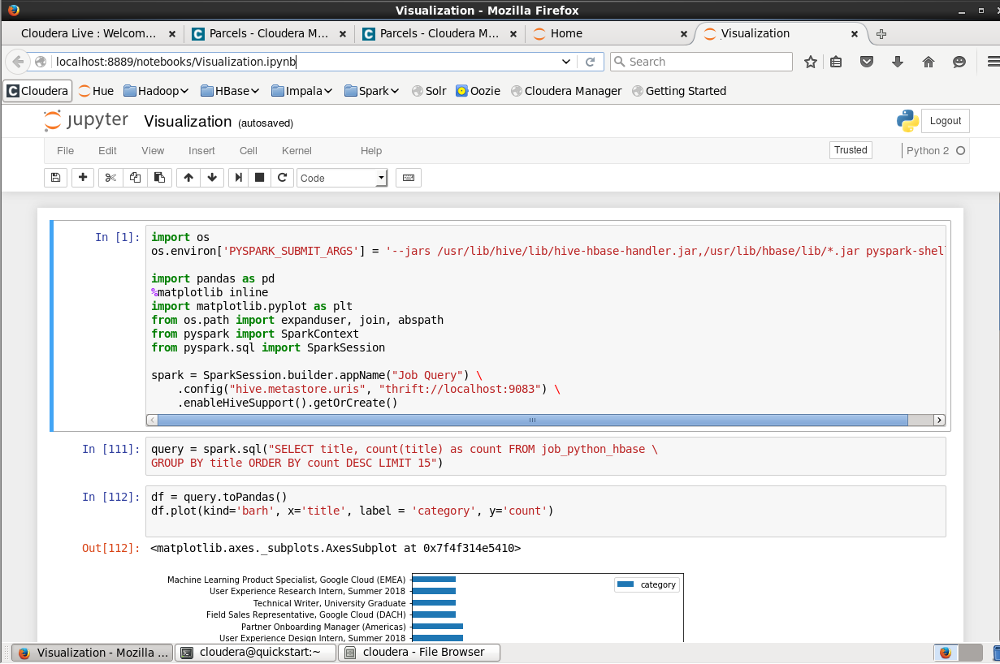 Visualization - Mozilla Firefox
Cloudera Live : Welcom... × Parcels - Cloudera M... × Parcels - Cloudera M... × Home × Visualization ×
localhost:8889/notebooks/Visualization.ipynb Search
Cloudera Hue Hadoop HBase Impala Spark Solr Oozie Cloudera Manager Getting Started
jupyter Visualization (autosaved) Logout
File Edit View Insert Cell Kernel Help Trusted Python 2
Code
In [1]: import os
os.environ['PYSPARK_SUBMIT_ARGS'] = '--jars /usr/lib/hive/lib/hive-hbase-handler.jar,/usr/lib/hbase/lib/*.jar pyspark-shel
import pandas as pd
%matplotlib inline
import matplotlib.pyplot as plt
from os.path import expanduser, join, abspath
from pyspark import SparkContext
from pyspark.sql import SparkSession
spark = SparkSession.builder.appName("Job Query") \
.config("hive.metastore.uris", "thrift://localhost:9083") \
.enableHiveSupport().getOrCreate()
In [111]: query = spark.sql("SELECT title, count(title) as count FROM job_python_hbase \
GROUP BY title ORDER BY count DESC LIMIT 15")
In [112]: df = query.toPandas()
df.plot(kind='barh', x='title', label = 'category', y='count')
Out[112]: <matplotlib.axes._subplots.AxesSubplot at 0x7f4f314e5410>
Machine Learning Product Specialist, Google Cloud (EMEA)
category
User Experience Research Intern, Summer 2018
Technical Writer, University Graduate
Field Sales Representative, Google Cloud (DACH)
Partner Onboarding Manager (Americas)
User Experience Design Intern, Summer 2018
Visualization - Mozilla ... cloudera@quickstart:~ cloudera - File Browser